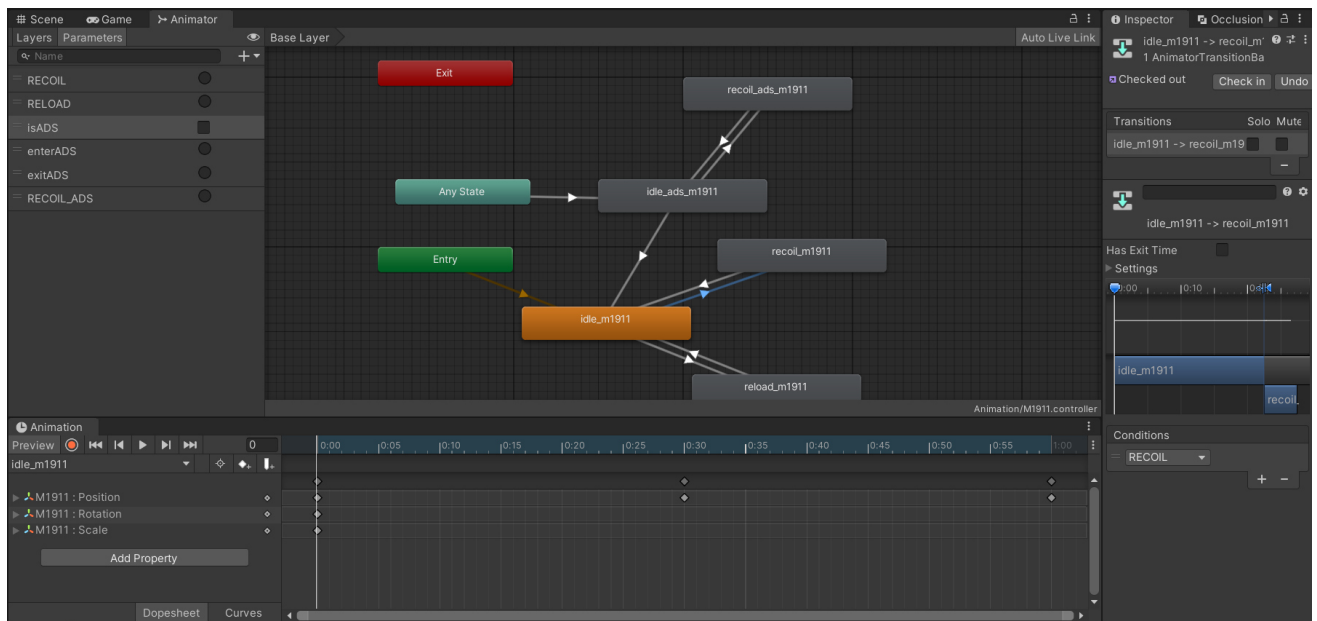 Scene Game Animator
Layers Parameters
Name
RECOIL
RELOAD
isADS
enterADS
exitADS
RECOIL_ADS
Base Layer Auto Live Link
Exit
recoil_ads_m1911
Any State
idle_ads_m1911
recoil_m1911
Entry
idle_m1911
reload_m1911
Animation/M1911.controller
Animation
Preview 0
idle_m1911
0:00 0:05 0:10 0:15 0:20 0:25 0:30 0:35 0:40 0:45 0:50 0:55 1:00
M1911 : Position
M1911 : Rotation
M1911 : Scale
Add Property
Dopesheet Curves
Inspector Occlusion
idle_m1911 -> recoil_m1
1 AnimatorTransitionBa
Checked out Check in Undo
Transitions Solo Mute
idle_m1911 -> recoil_m19
idle_m1911 -> recoil_m1911
Has Exit Time
Settings
0:00 0:10
idle_m1911
recoil_
Conditions
RECOIL